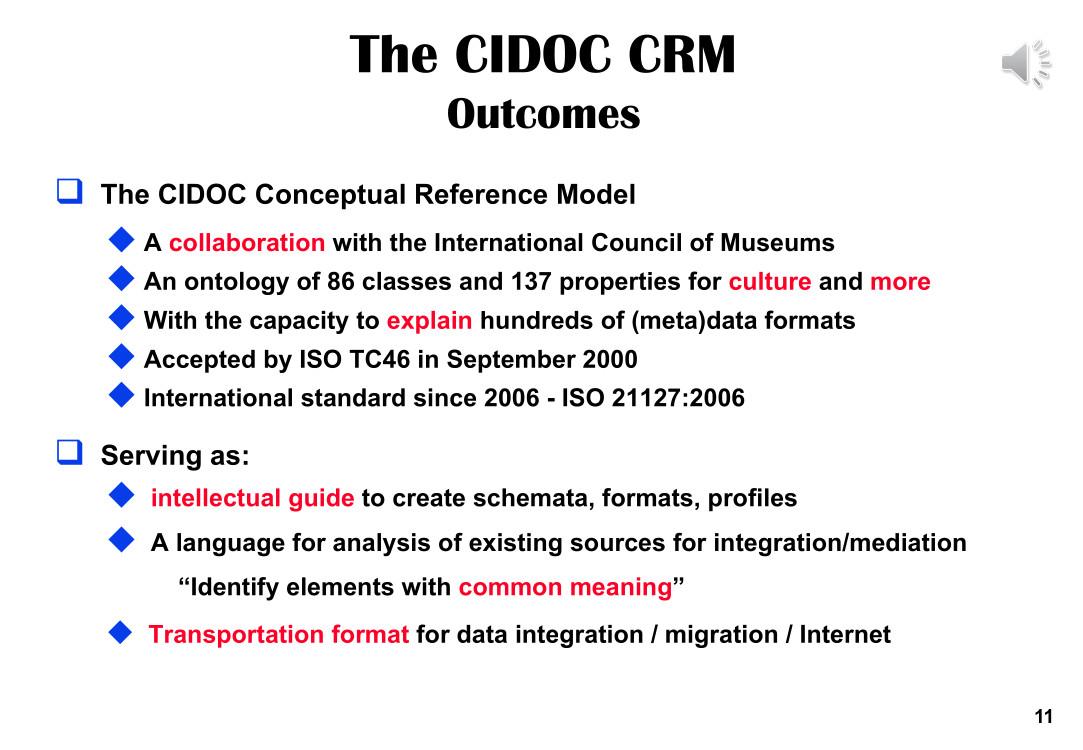 The CIDOC CRM
Outcomes
The CIDOC Conceptual Reference Model
A collaboration with the International Council of Museums
An ontology of 86 classes and 137 properties for culture and more
With the capacity to explain hundreds of (meta)data formats
Accepted by ISO TC46 in September 2000
International standard since 2006 - ISO 21127:2006
Serving as:
intellectual guide to create schemata, formats, profiles
A language for analysis of existing sources for integration/mediation
“Identify elements with common meaning”
Transportation format for data integration / migration / Internet
11